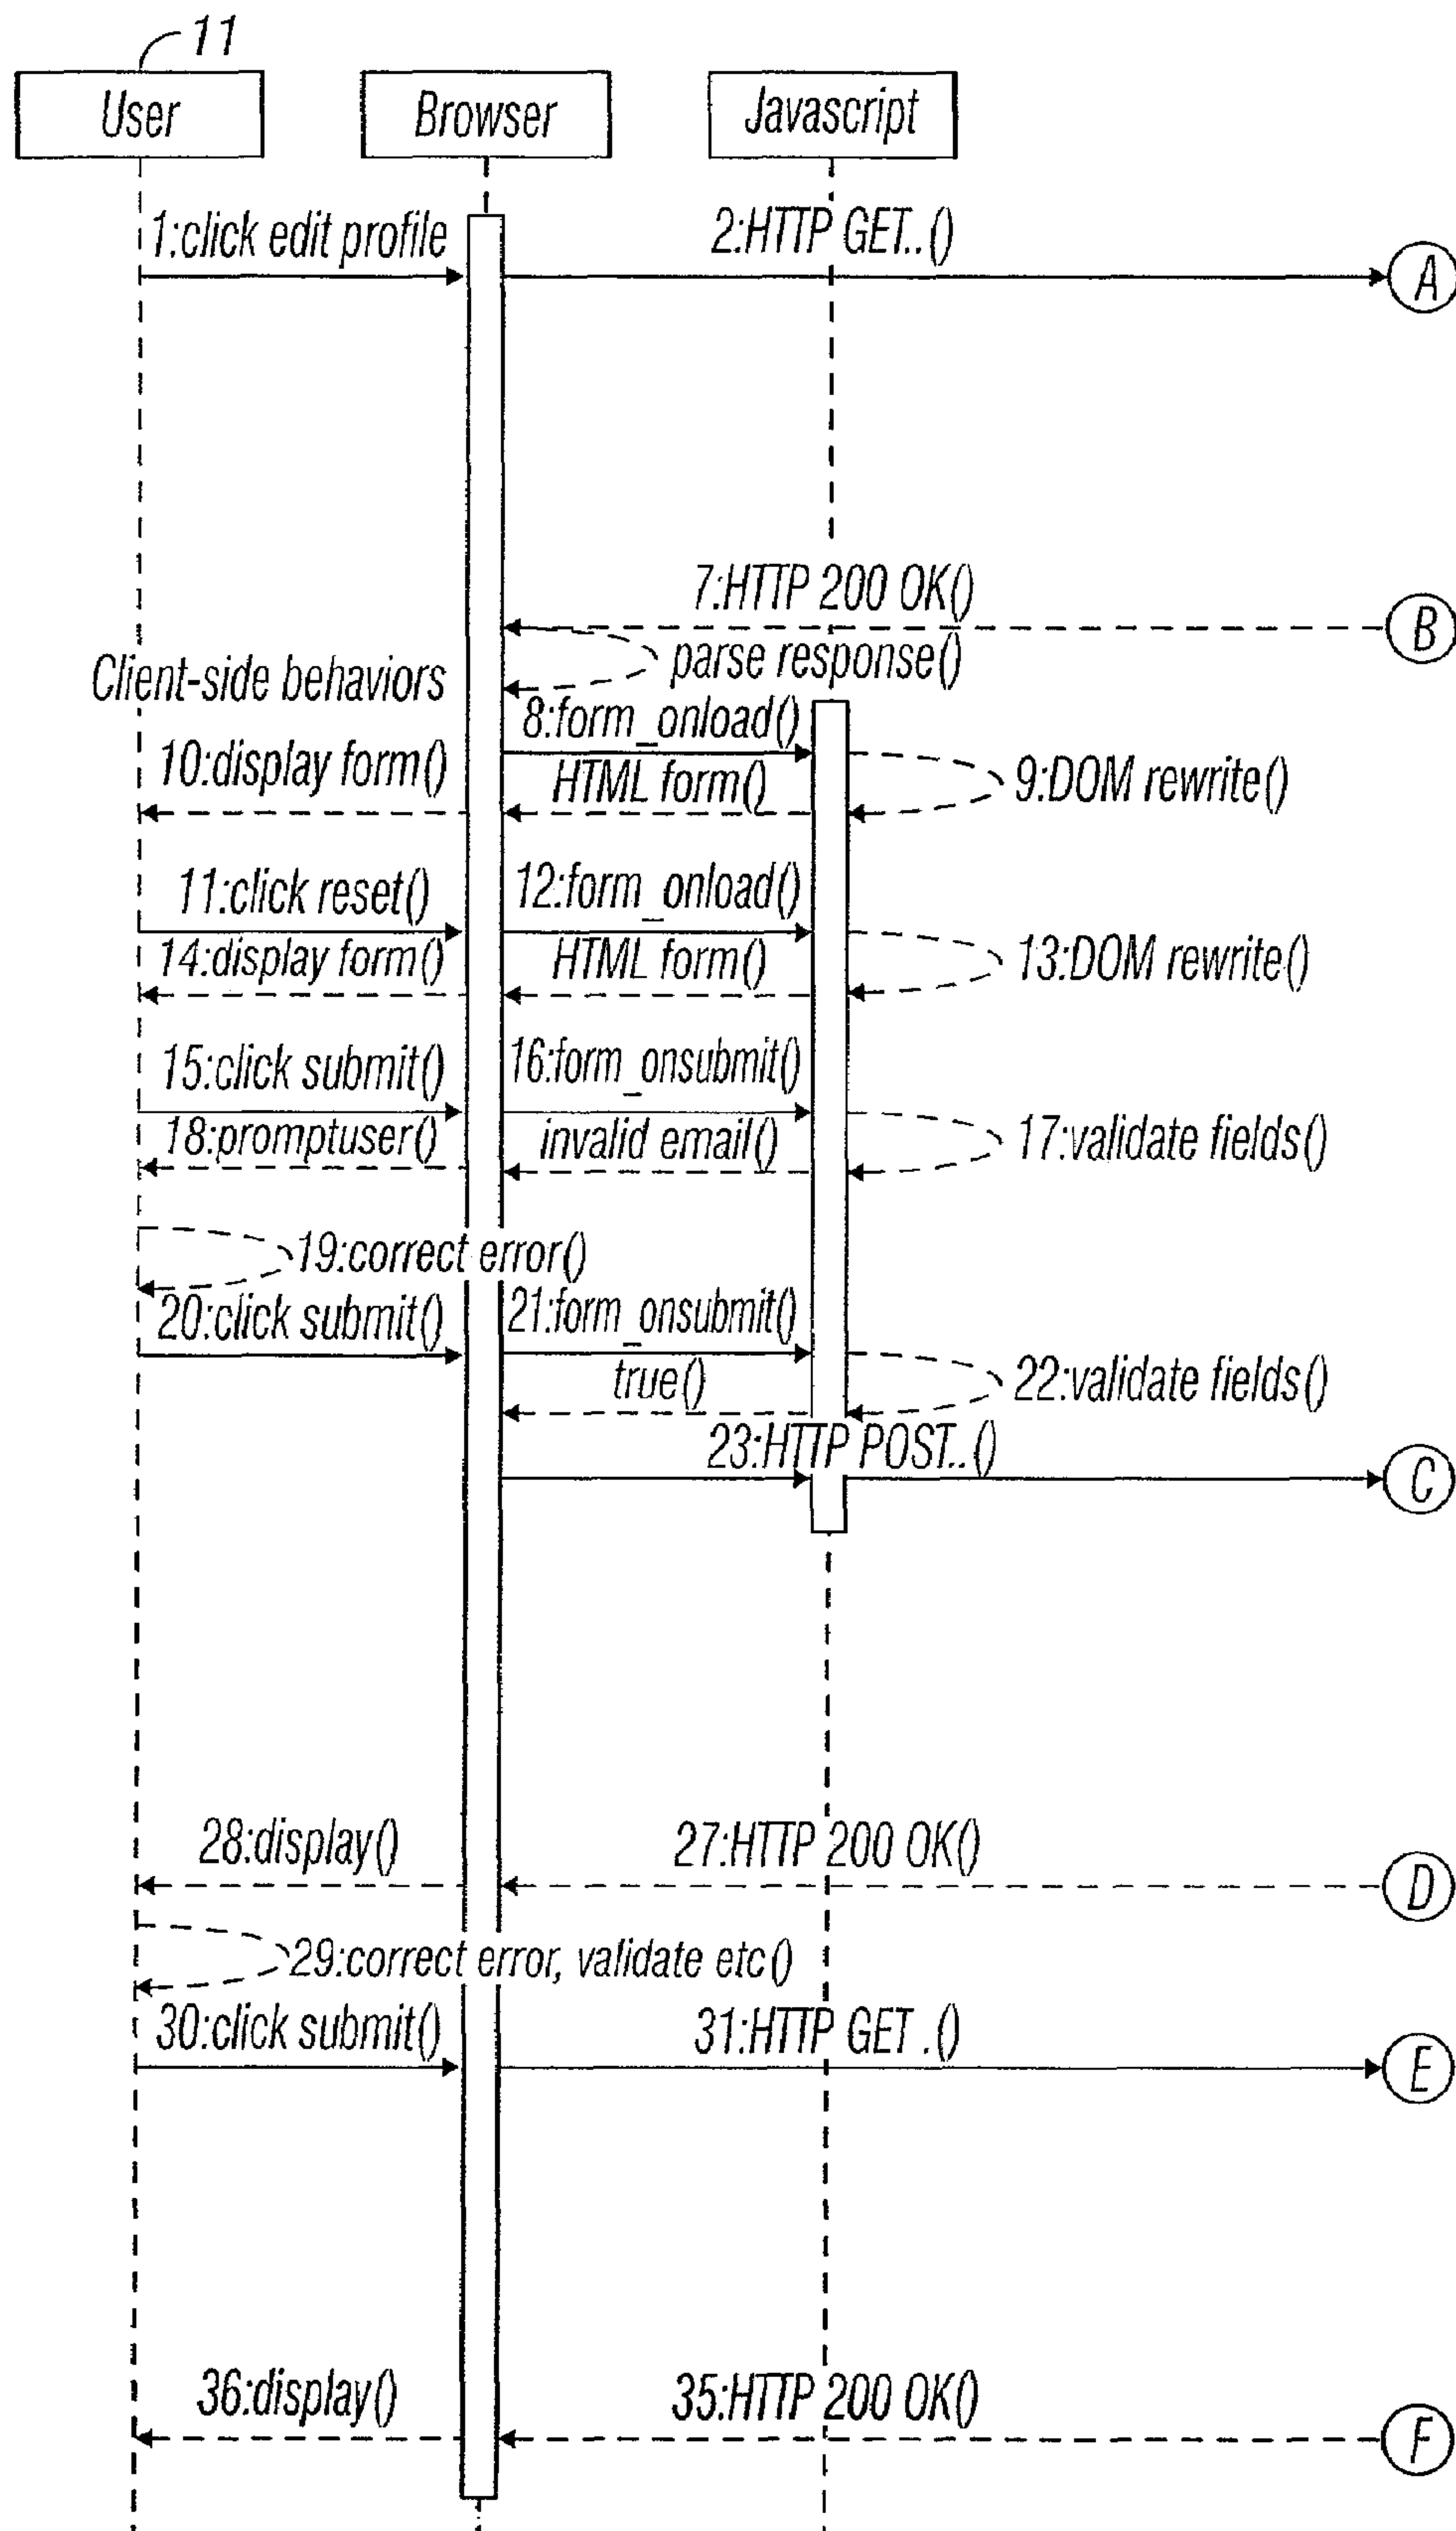 11
User
Browser
Javascript
1:click edit profile
2:HTTP GET..()
A
7:HTTP 200 OK()
B
parse response()
Client-side behaviors
8:form_onload()
10:display form()
HTML form()
9:DOM rewrite()
11:click reset()
12:form_onload()
14:display form()
HTML form()
13:DOM rewrite()
15:click submit()
16:form_onsubmit()
18:promptuser()
invalid email()
17:validate fields()
19:correct error()
20:click submit()
21:form_onsubmit()
true()
22:validate fields()
23:HTTP POST..()
C
28:display()
27:HTTP 200 OK()
D
29:correct error, validate etc()
30:click submit()
31:HTTP GET .()
E
36:display()
35:HTTP 200 OK()
F